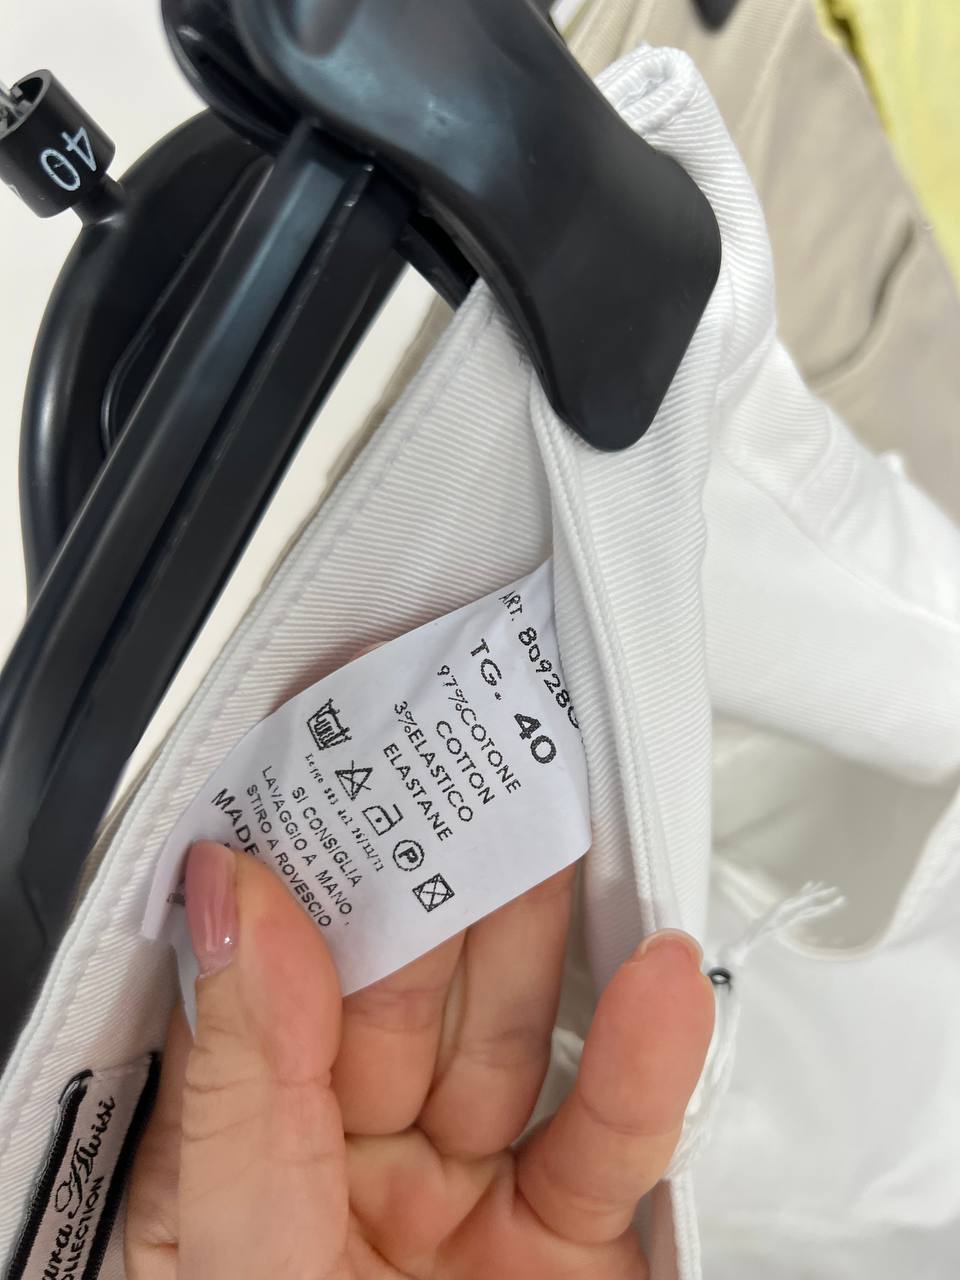 40
ART. 80928
TG. 40
97%COTONE
COTTON
3%ELASTICO
ELASTANE
P
SI CONSIGLIA
LAVAGGIO A MANO,
STIRO A ROVESCIO
MADE
Alvisi
COLLECTION